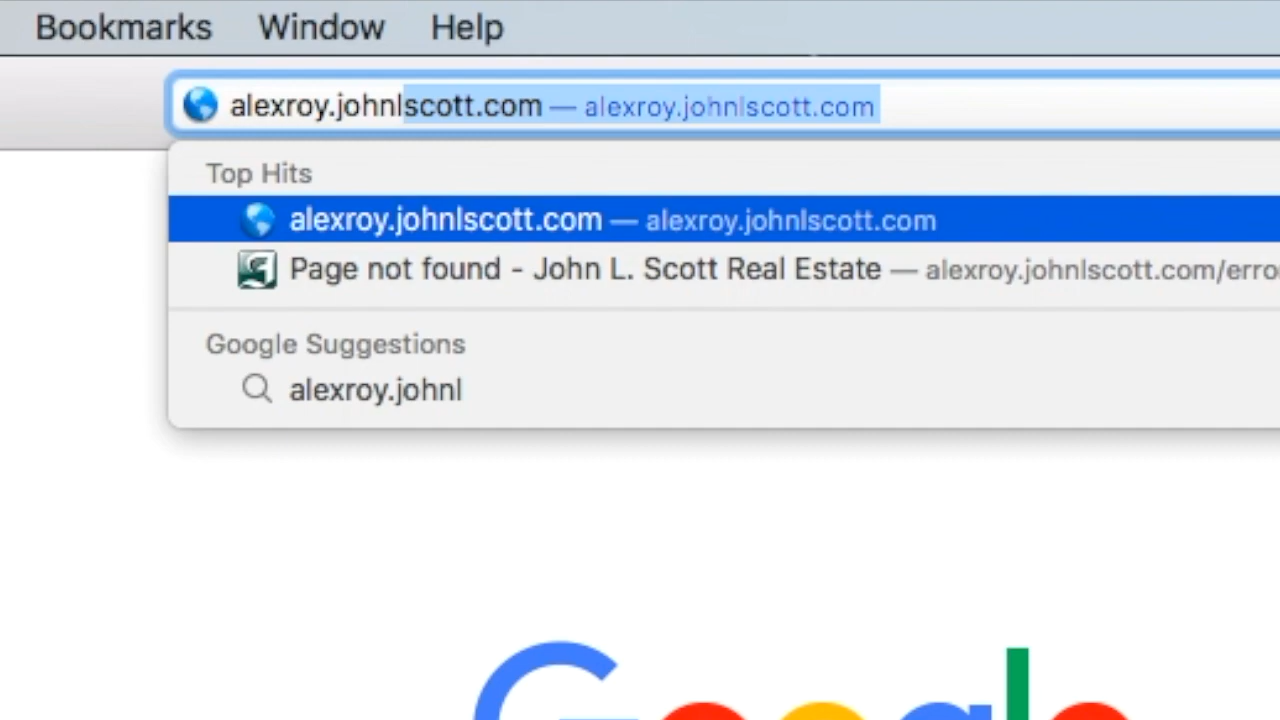 Bookmarks Window Help
alexroy.johnlscott.com — alexroy.johnlscott.com
Top Hits
alexroy.johnlscott.com — alexroy.johnlscott.com
Page not found - John L. Scott Real Estate — alexroy.johnlscott.com/erro
Google Suggestions
alexroy.johnl
Google